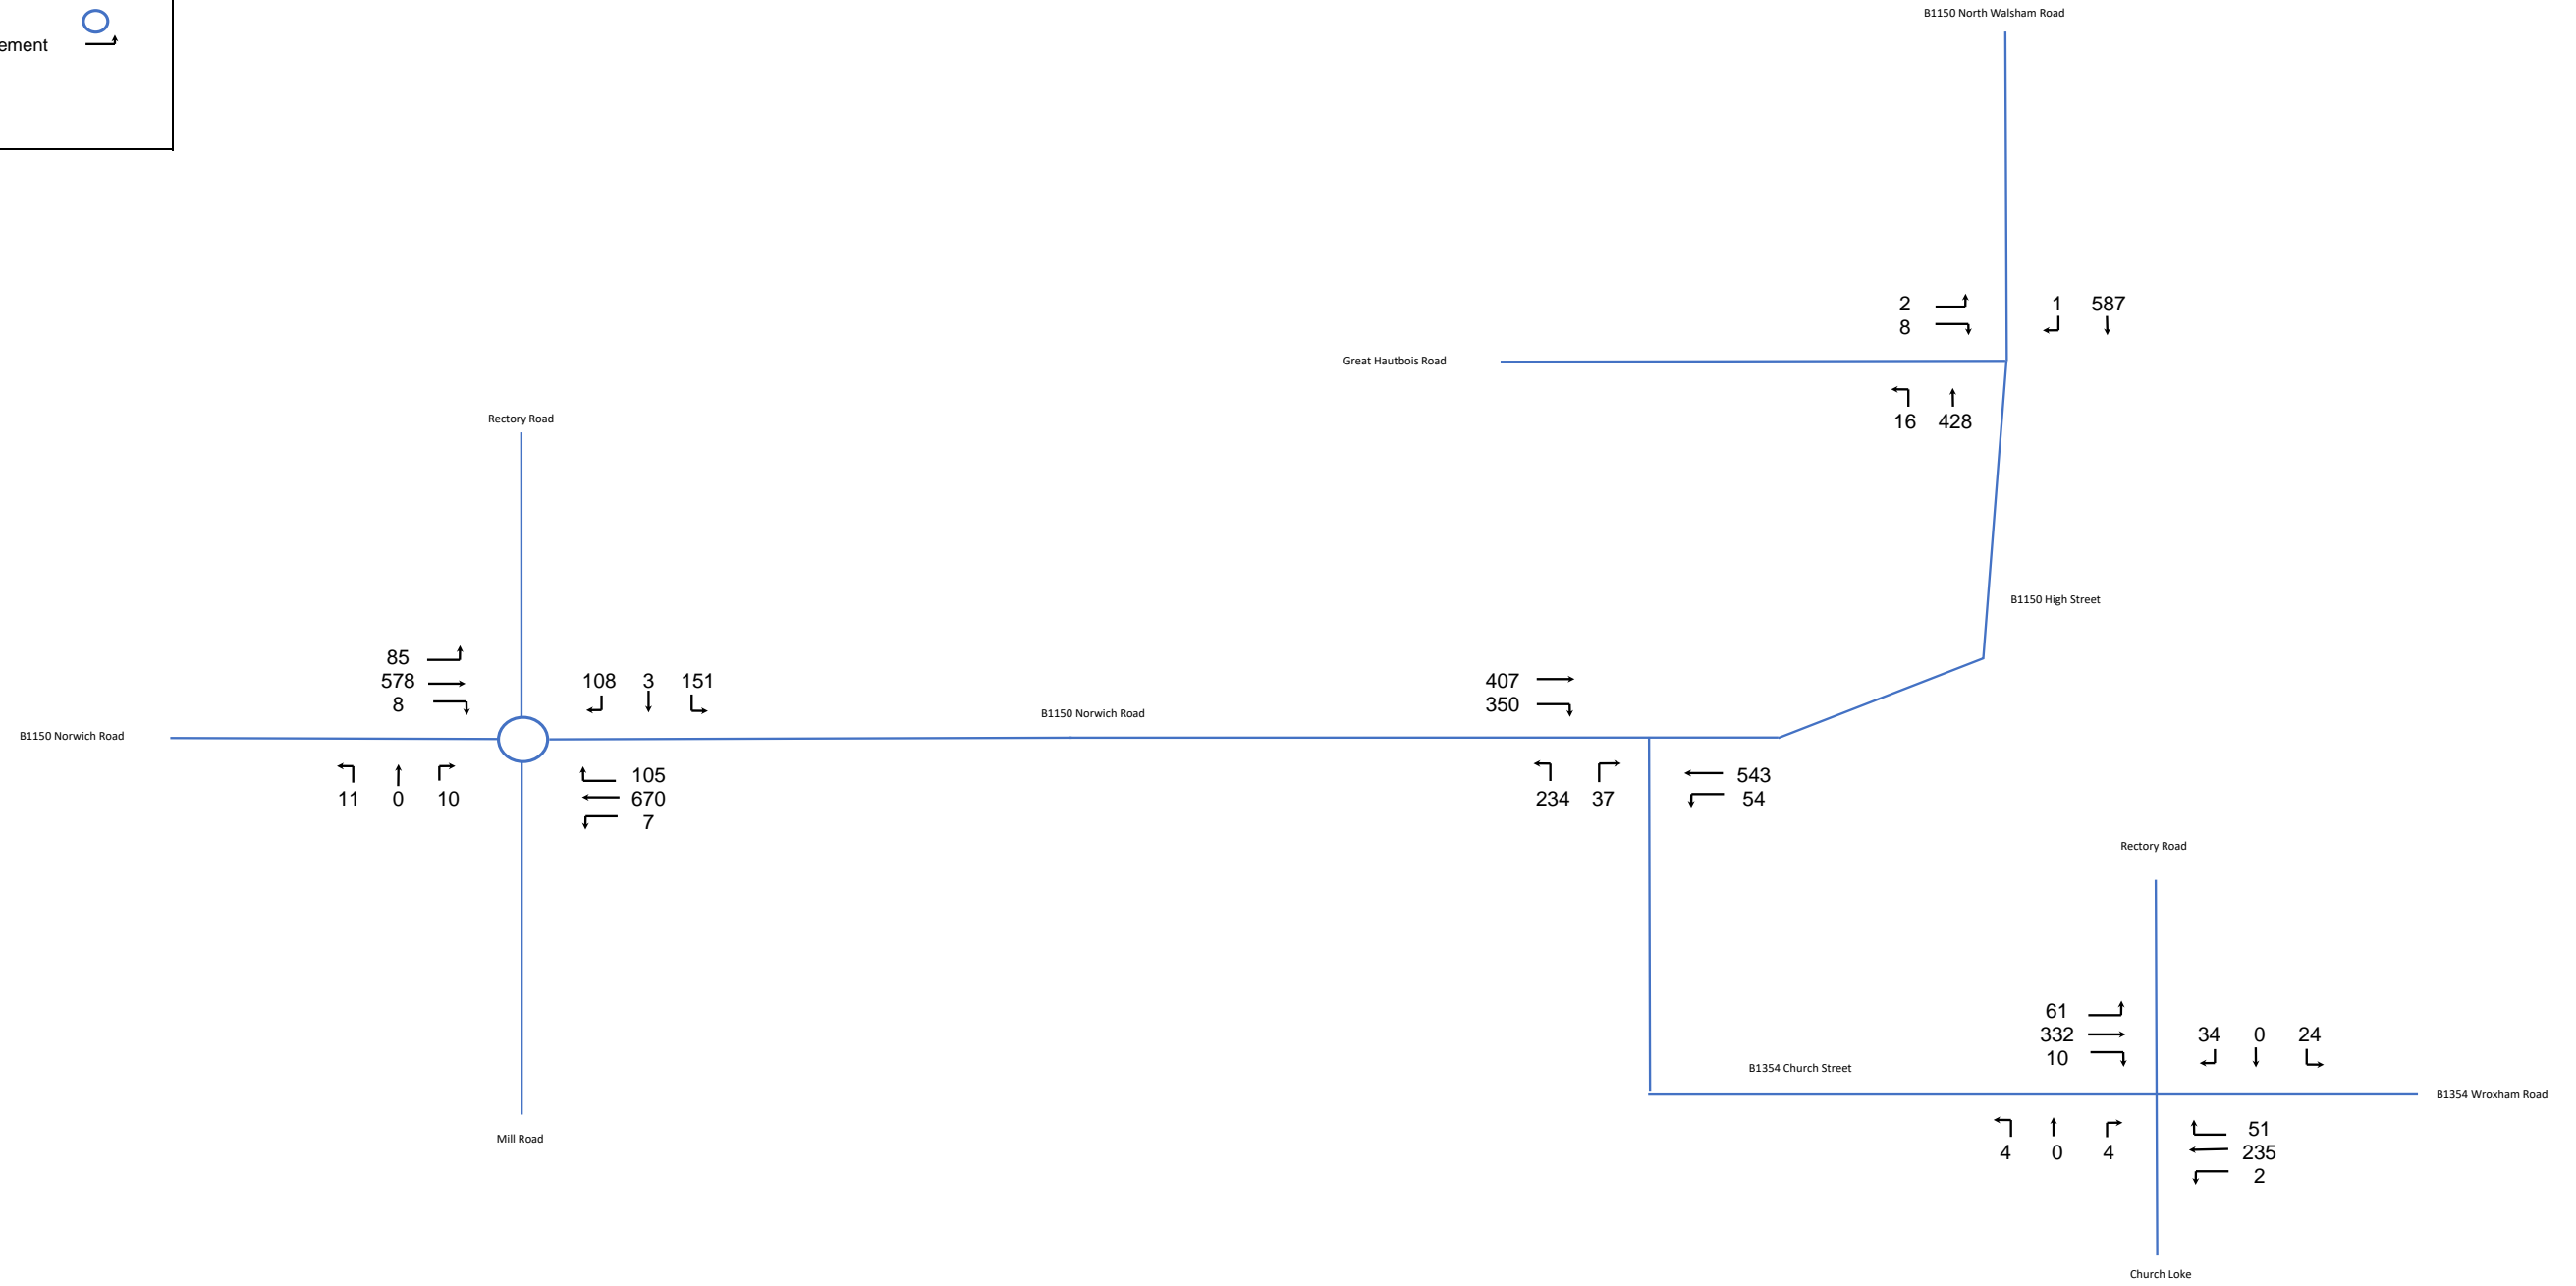 ement
B1150 North Walsham Road
2 1 587
8
Great Hautbois Road
16 428
Rectory Road
B1150 High Street
85
578 108 3 151
8
B1150 Norwich Road
B1150 Norwich Road
11 0 10
105
670
7
407
350
234 37
543
54
Rectory Road
61
332 34 0 24
10
B1354 Church Street
B1354 Wroxham Road
4 0 4
51
235
2
Mill Road
Church Loke